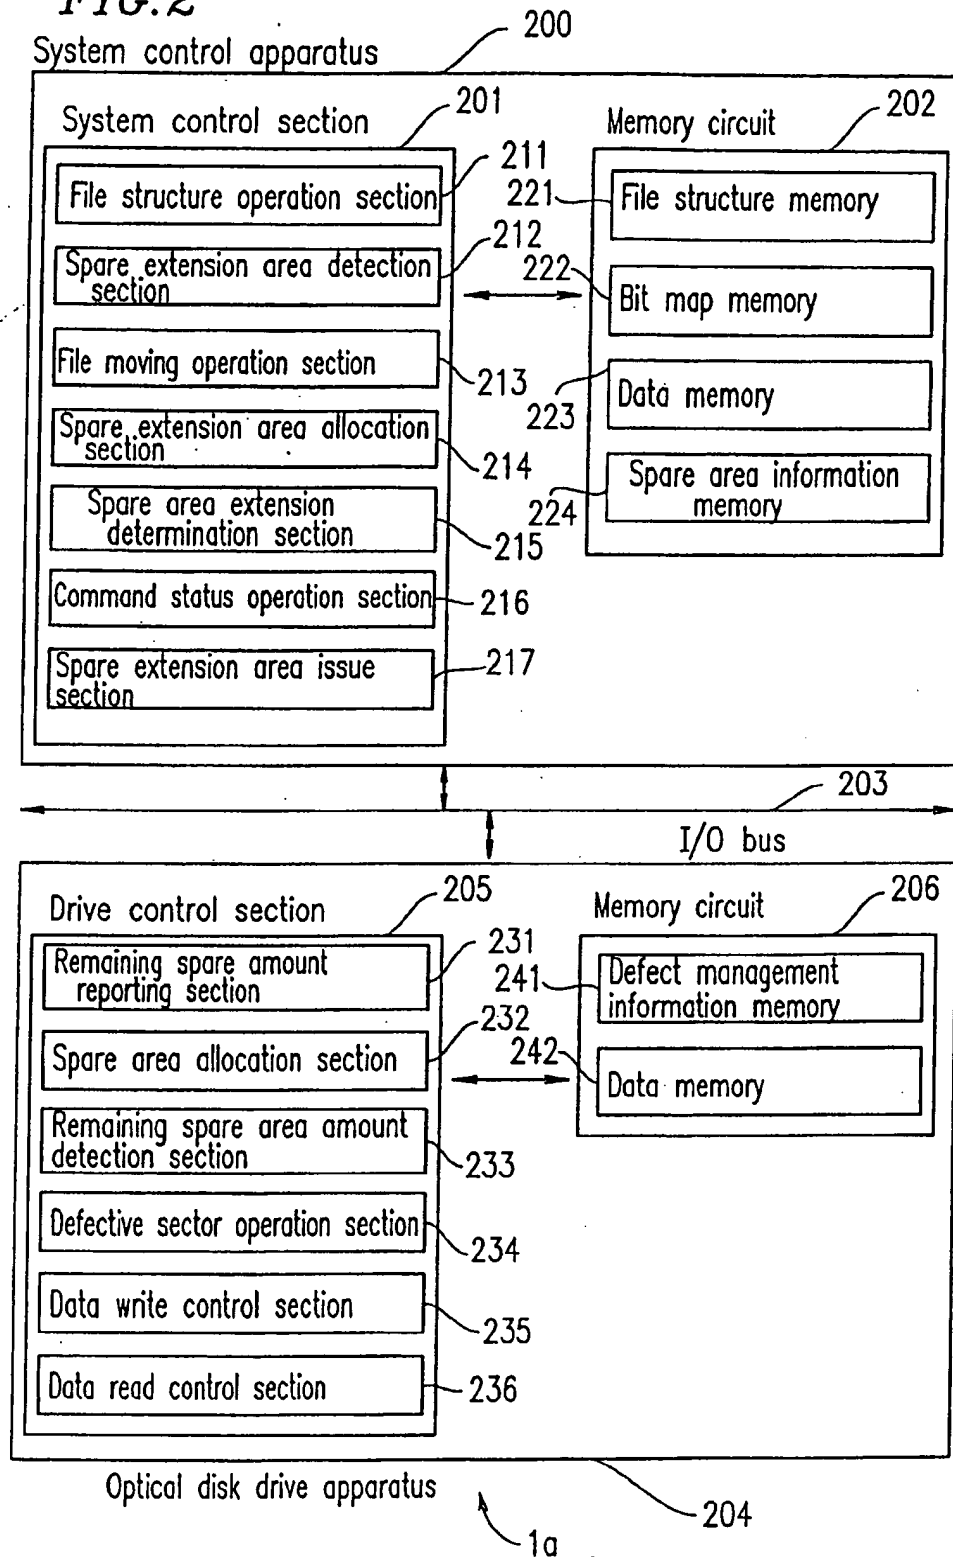 FIG.2
200
System control apparatus
System control section
201
Memory circuit
202
File structure operation section
211
Spare extension area detection
section
212
File moving operation section
213
Spare extension area allocation
section
214
Spare area extension
determination section
215
Command status operation section
216
Spare extension area issue
section
217
221
File structure memory
222
Bit map memory
223
Data memory
224
Spare area information
memory
203
I/O bus
Drive control section
205
Memory circuit
206
Remaining spare amount
reporting section
231
Spare area allocation section
232
Remaining spare area amount
detection section
233
Defective sector operation section
234
Data write control section
235
Data read control section
236
241
Defect management
information memory
242
Data memory
Optical disk drive apparatus
204
1a